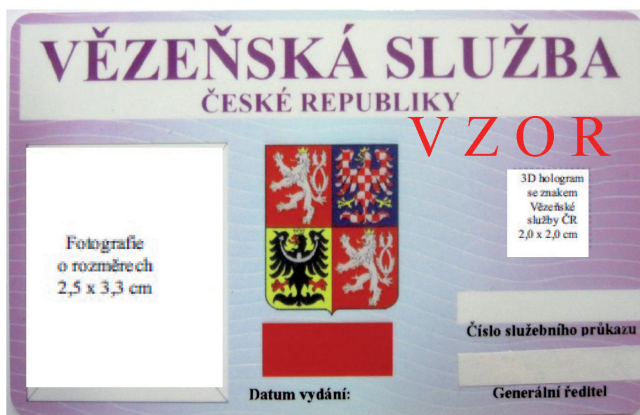 VĚZEŇSKÁ SLUŽBA
ČESKÉ REPUBLIKY
V Z O R
3D hologram
se znakem
Vězeňské
služby ČR
2,0 x 2,0 cm
Fotografie
o rozměrech
2,5 x 3,3 cm
Číslo služebního průkazu
Datum vydání:
Generální ředitel